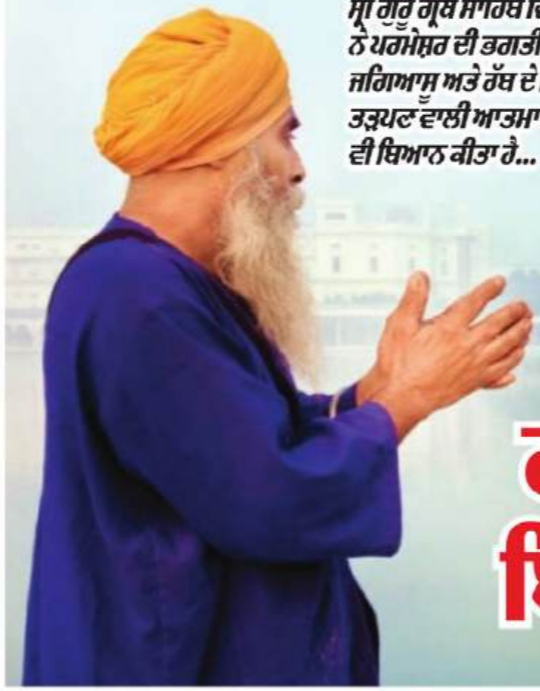 ਸ੍ਰੀ ਗੁਰੂ ਗ੍ਰੰਥ ਸਾਹਿਬ
ਨੇ ਪਰਮੇਸ਼ਰ ਦੀ ਭਗਤੀ
ਜਗਿਆਸੂ ਅਤੇ ਰੱਬ ਦੇ
ਤੜਪਣ ਵਾਲੀ ਆਤਮਾ
ਵੀ ਬਿਆਨ ਕੀਤਾ ਹੈ...